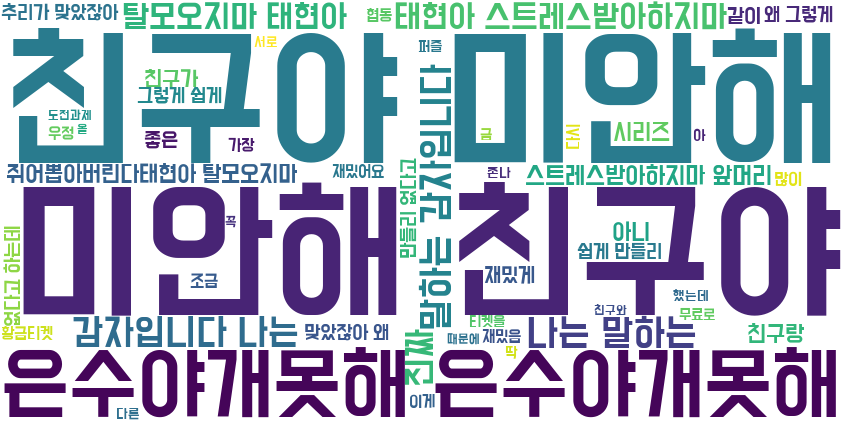 추리가 맞았잖아 탈모오지마 태현아 협동 태현아 스트레스받아하지마 같이 왜 그렇게
서로
친구야 미안해
퍼즐
친구가
그렇게 쉽게
도전과제
우정 올
좋은 가장
금 다시 시리즈 아
쥐어뽑아버린다태현아 탈모오지마 재밌어요
만들리 없다고
말하는 감자입니다
존나
스트레스받아하지마 앞머리 많이
미안해 친구야
꼭
조금
없다고 하는데
아니
쉽게 만들리
재밌게
했는데
친구와 무료로
황금티켓 감자입니다 나는 맞았잖아 왜
진짜
티켓을
때문에 재밌음 나는 말하는 친구랑
딱
은수야개못해 은수야개못해
이게
다른